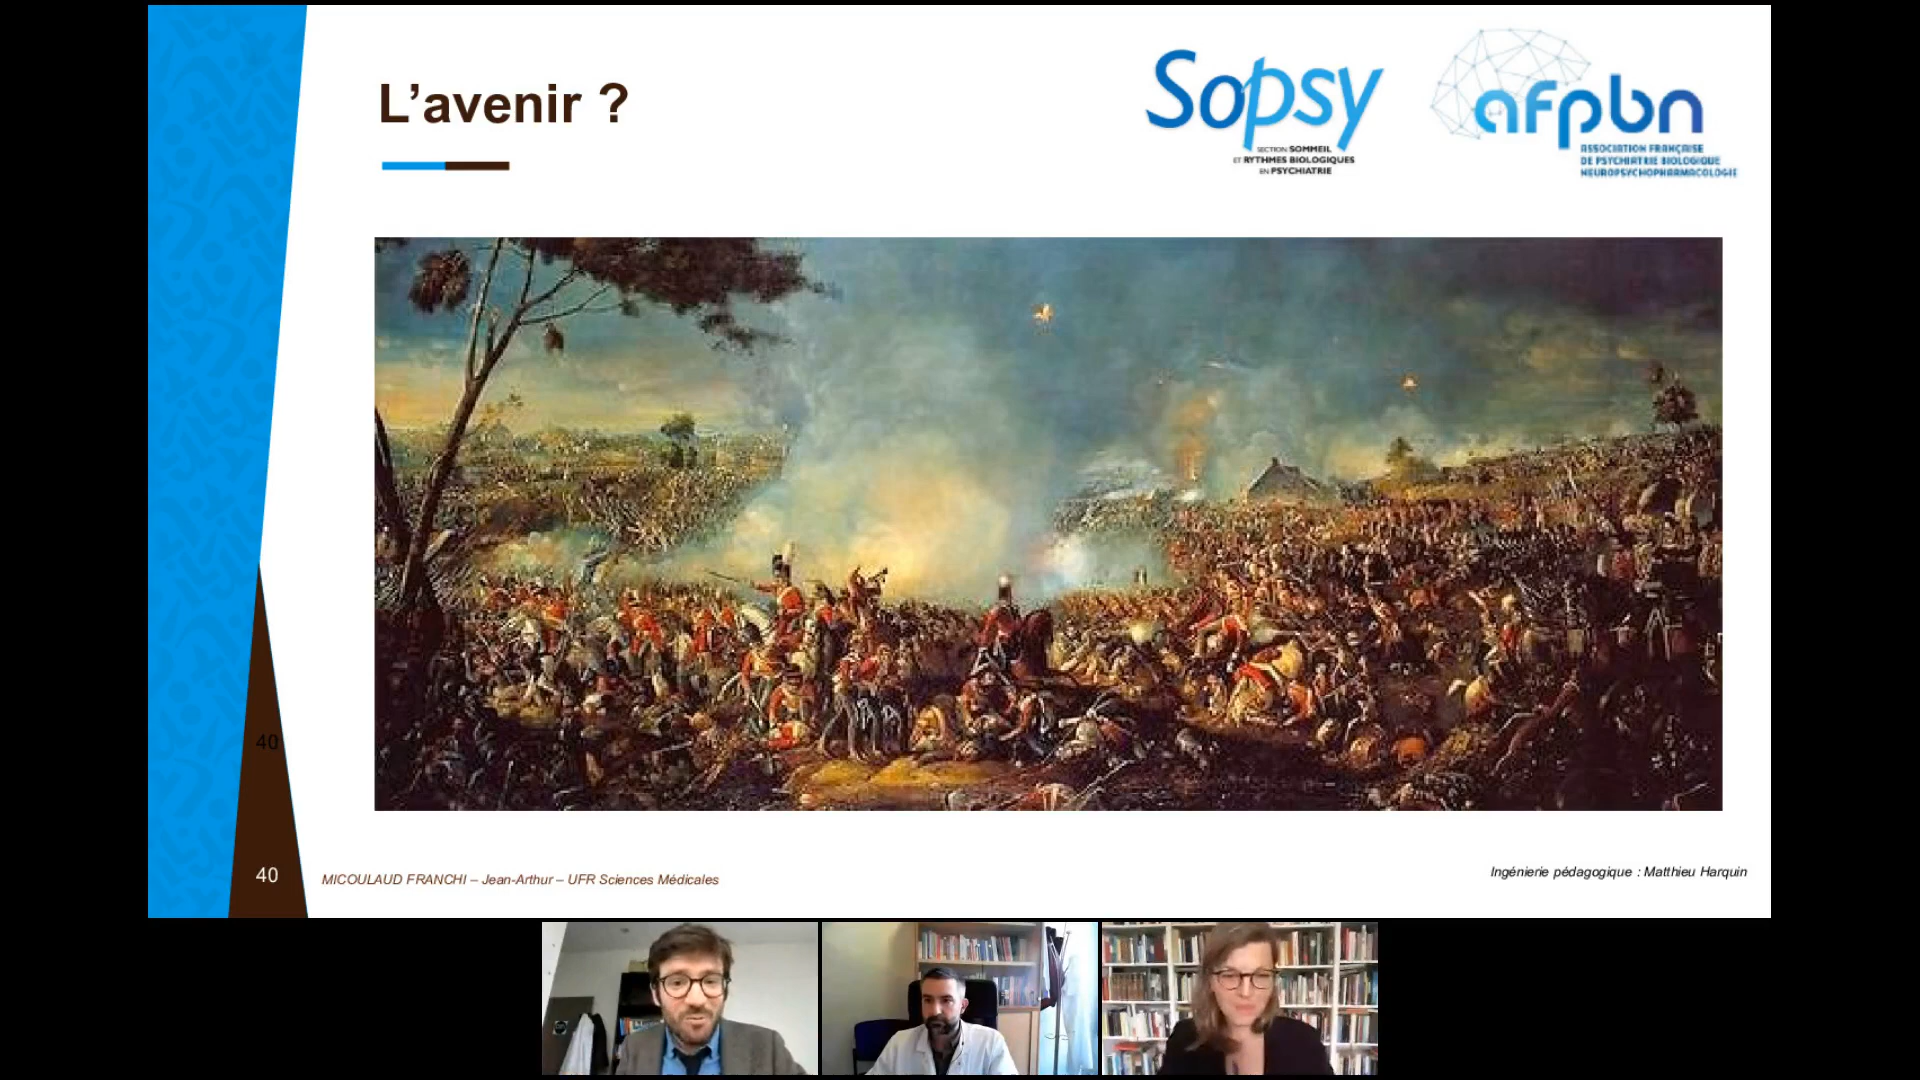 L’avenir ?
Sopsy
SECTION SOMMEIL
ET RYTHMES BIOLOGIQUES
EN PSYCHIATRIE
afpbn
ASSOCIATION FRANÇAISE
DE PSYCHIATRIE BIOLOGIQUE
NEUROPSYCHOPHARMACOLOGIE
40
40
MICOULAUD FRANCHI – Jean-Arthur – UFR Sciences Médicales
Ingénierie pédagogique : Matthieu Harquin